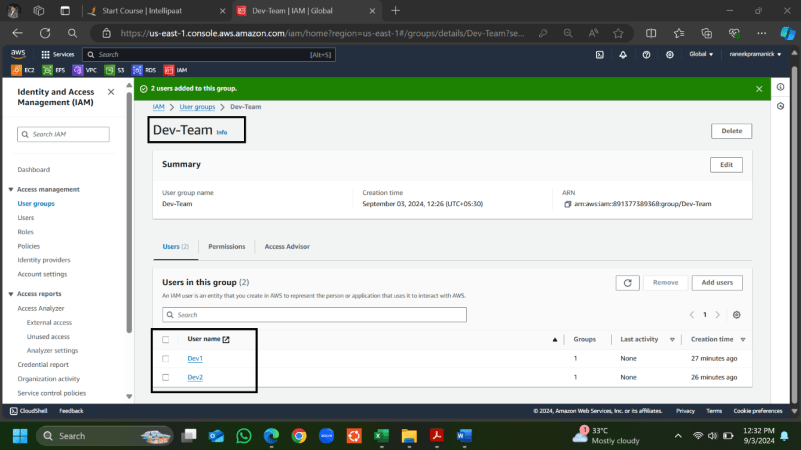 Start Course | Intellipaat
Dev-Team | IAM | Global
https://us-east-1.console.aws.amazon.com/iam/home?region=us-east-1#/groups/details/Dev-Team?se...
aws
Services
Search
[Alt+S]
Global
raneekpramanick
EC2
EFS
VPC
S3
RDS
IAM
Identity and Access
Management (IAM)
Search IAM
Dashboard
Access management
User groups
Users
Roles
Policies
Identity providers
Account settings
Access reports
Access Analyzer
External access
Unused access
Analyzer settings
Credential report
Organization activity
Service control policies
2 users added to this group.
IAM
User groups
Dev-Team
Dev-Team Info
Delete
Summary
Edit
User group name
Dev-Team
Creation time
September 03, 2024, 12:26 (UTC+05:30)
ARN
arn:aws:iam::891377389368:group/Dev-Team
Users (2)
Permissions
Access Advisor
Users in this group (2)
An IAM user is an entity that you create in AWS to represent the person or application that uses it to interact with AWS.
Remove
Add users
Search
1
User name
Groups
Last activity
Creation time
Dev1
1
None
27 minutes ago
Dev2
1
None
26 minutes ago
CloudShell
Feedback
© 2024, Amazon Web Services, Inc. or its affiliates.
Privacy
Terms
Cookie preferences
Search
1
33°C
Mostly cloudy
12:32 PM
9/3/2024